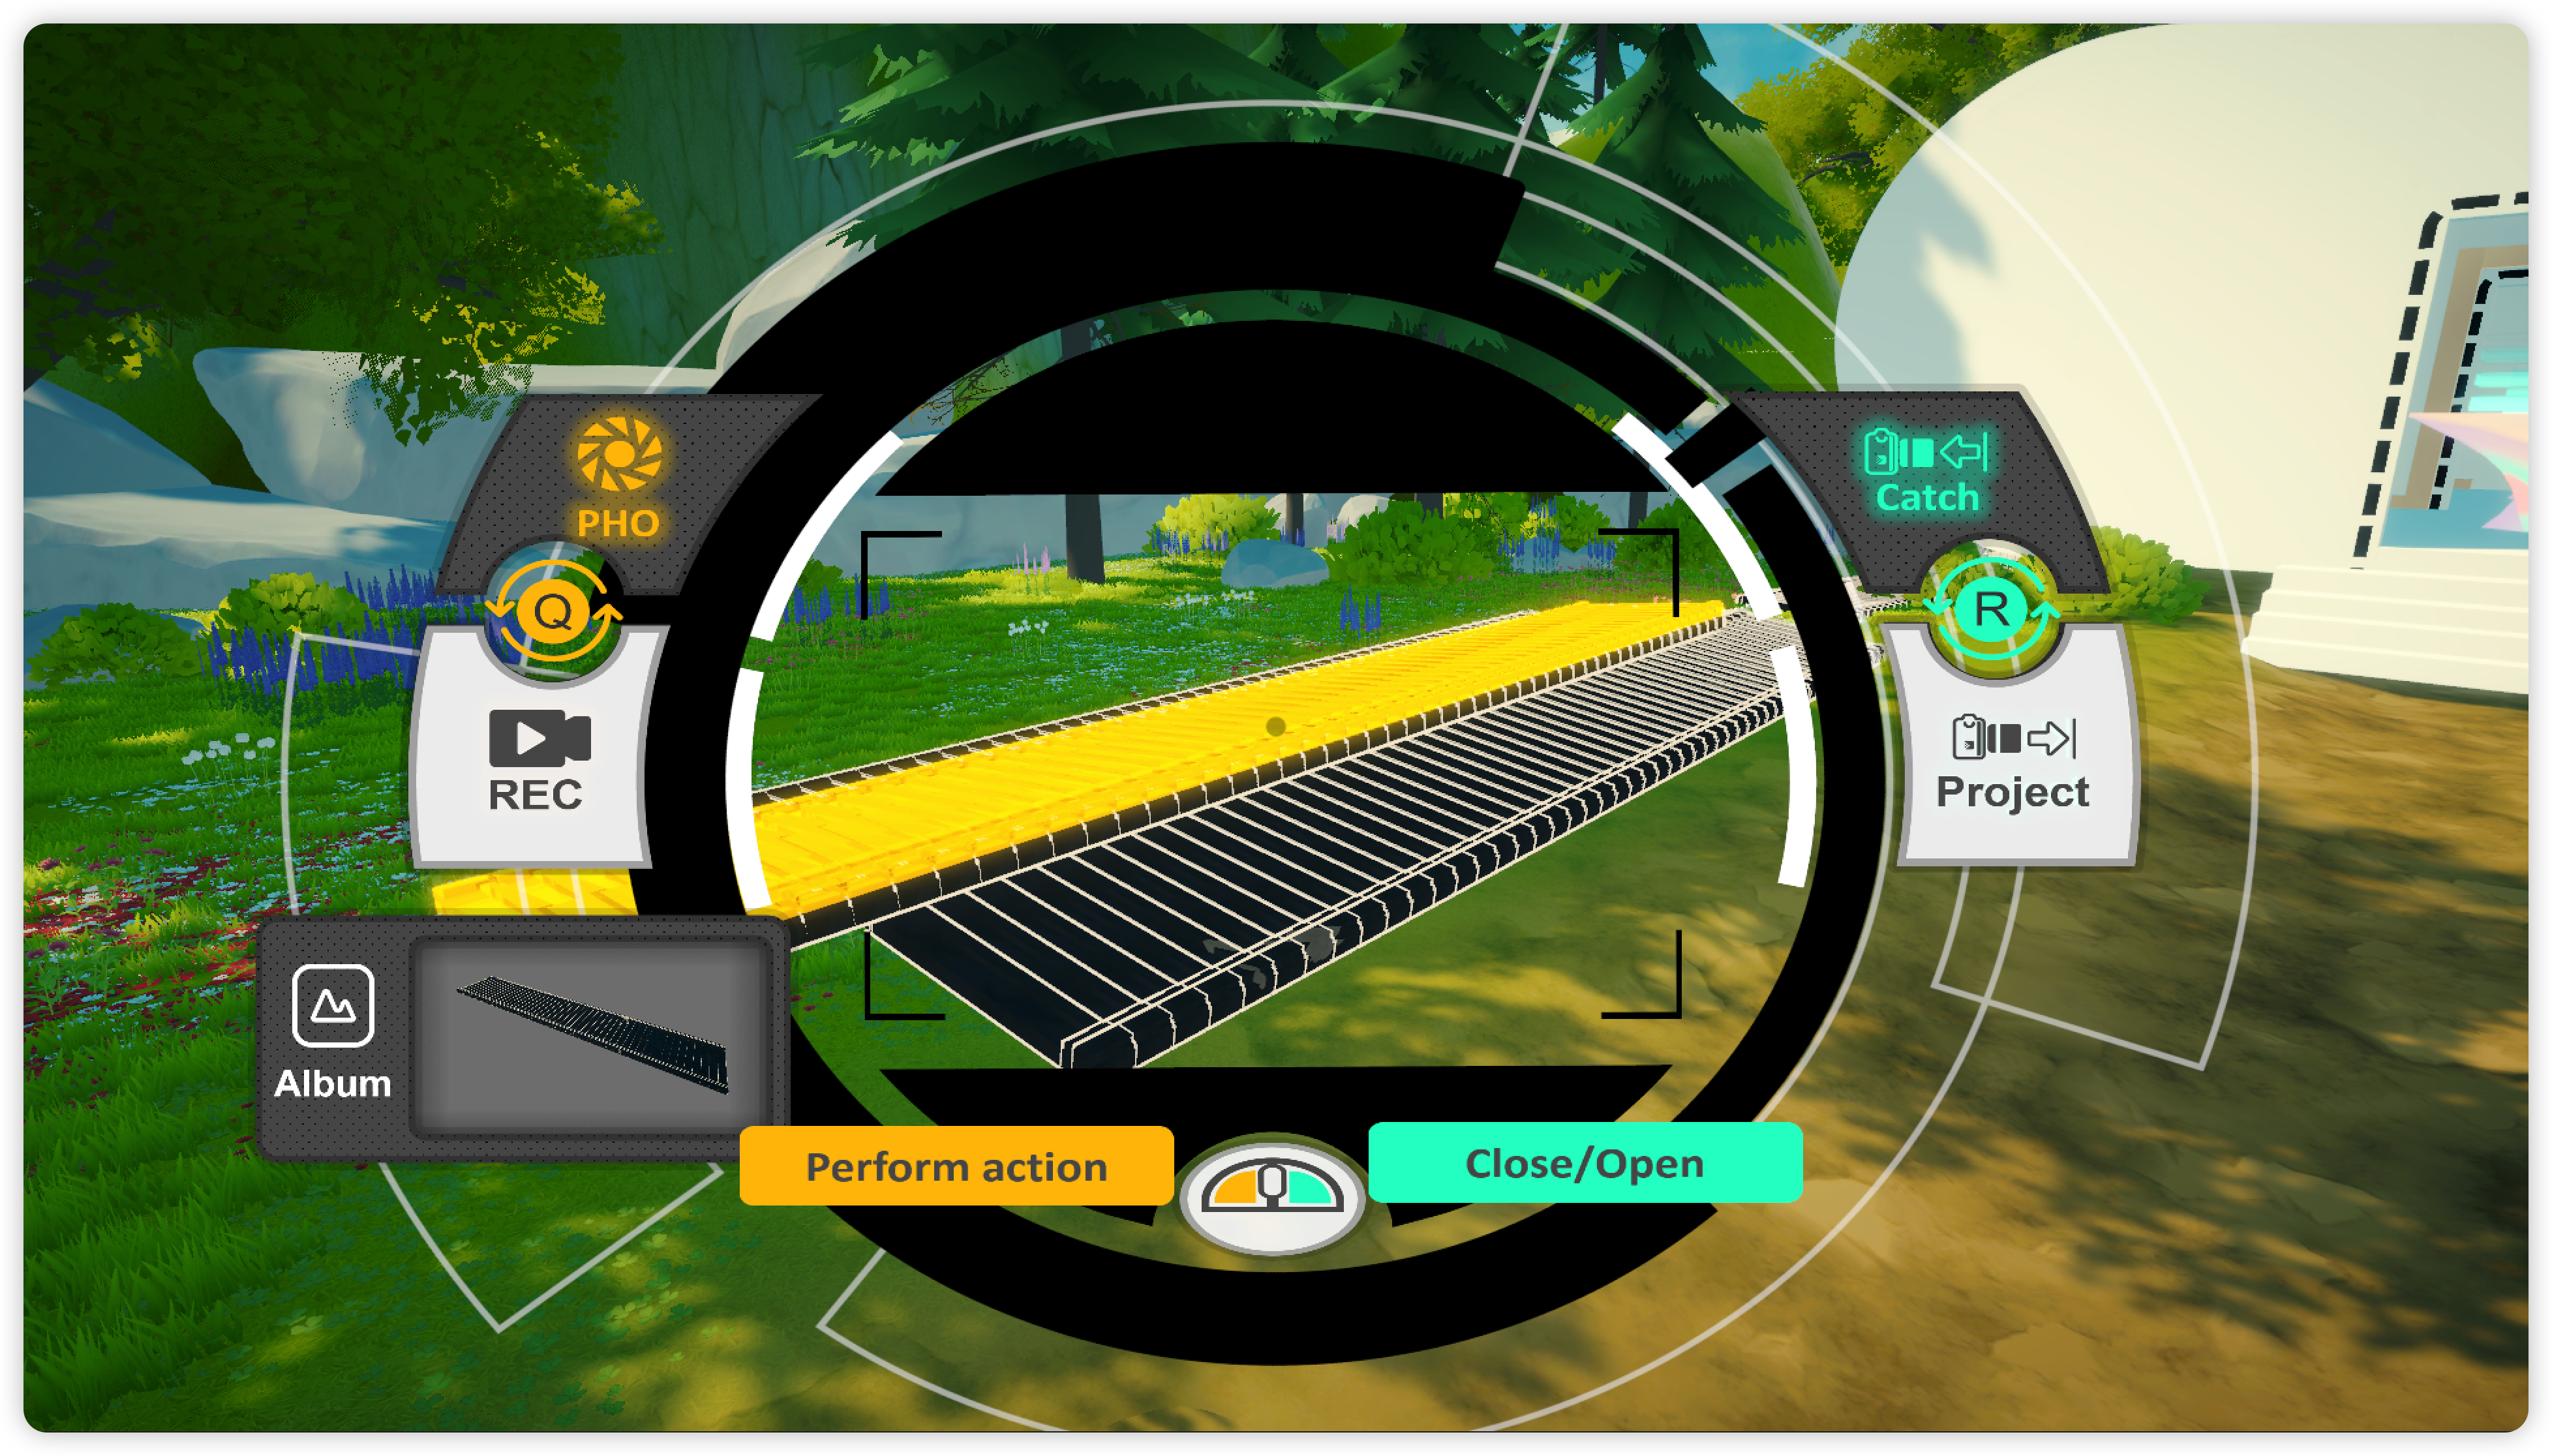 PHO
Q
REC
Catch
R
Project
Album
Perform action
Close/Open